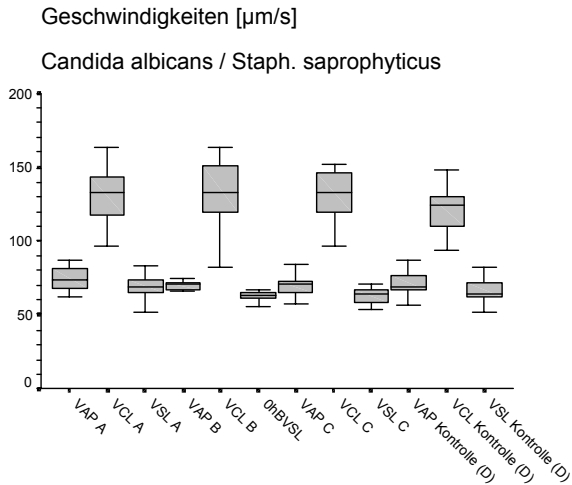 Geschwindigkeiten [µm/s]
Candida albicans / Staph. saprophyticus
200
150
100
50
0
VAP A
VCL A
VSL A
VAP B
VCL B
0hBVSL
VAP C
VCL C
VSL C
VAP Kontrolle (D)
VCL Kontrolle (D)
VSL Kontrolle (D)